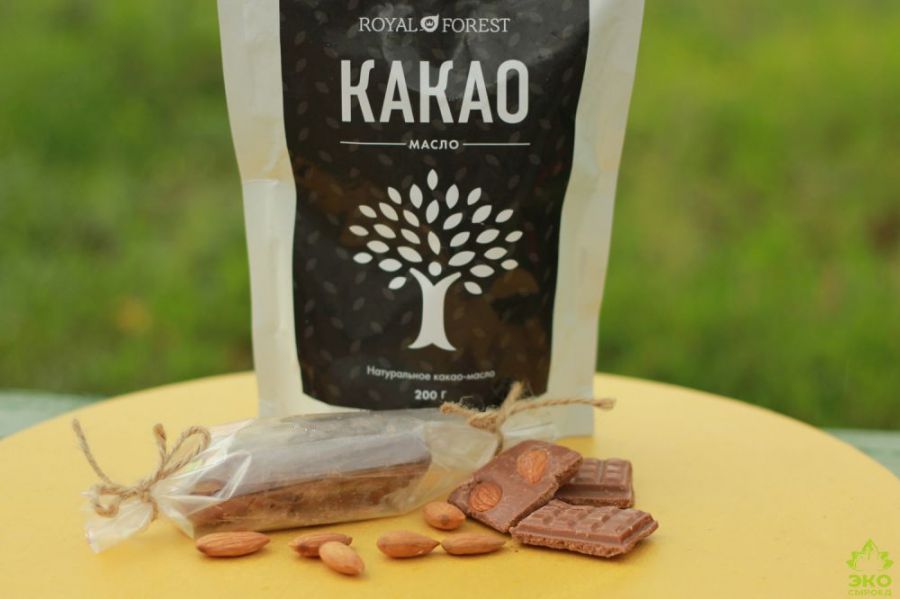 ROYAL FOREST
КАКАО
МАСЛО
Натуральное какао-масло
200 Г
ЭКО
СЫРОЕД